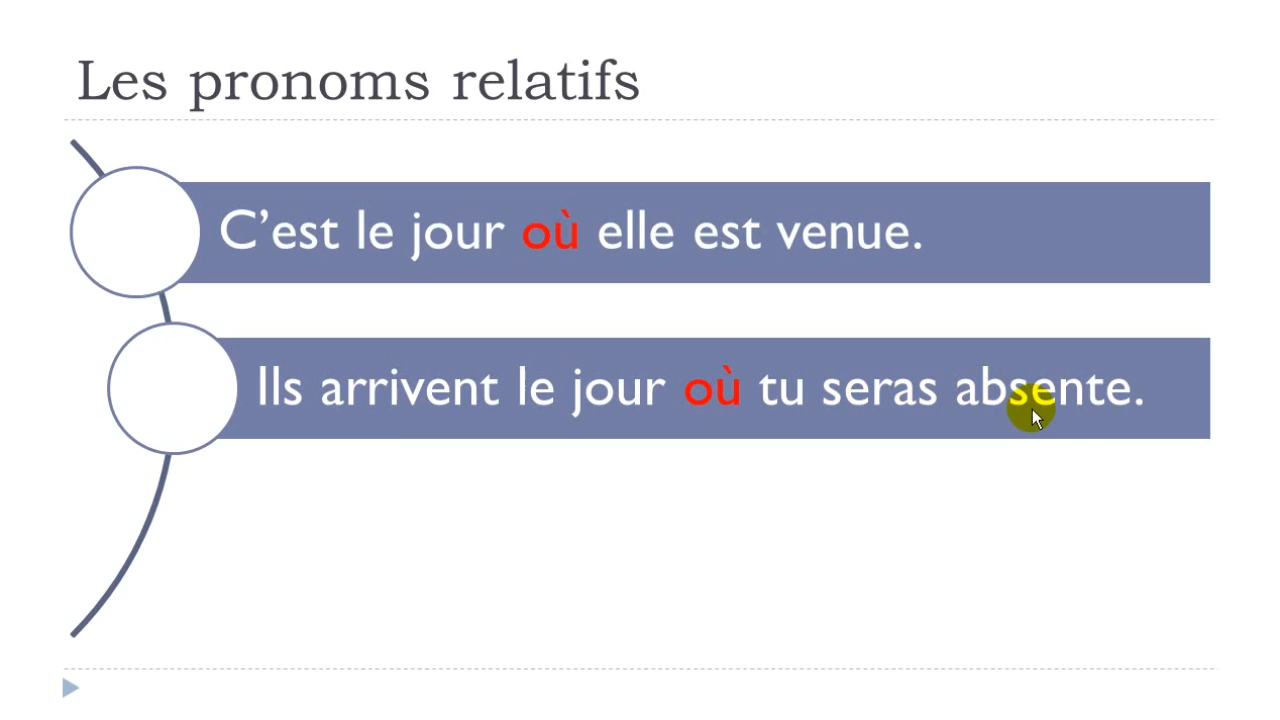 Les pronoms relatifs
C’est le jour où elle est venue.
Ils arrivent le jour où tu seras absente.